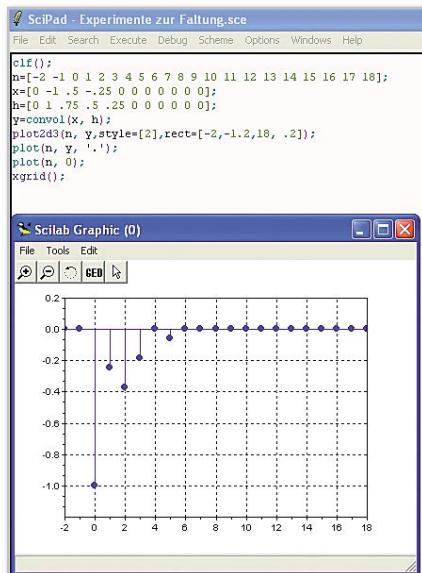 SciPad - Experimente zur Faltung.sce
File Edit Search Execute Debug Scheme Options Windows Help
clf();
n=[-2 -1 0 1 2 3 4 5 6 7 8 9 10 11 12 13 14 15 16 17 18];
x=[0 -1 .5 -.25 0 0 0 0 0 0 0];
h=[0 1 .75 .5 .25 0 0 0 0 0 0];
y=convol(x, h);
plot2d3(n, y,style=[2],rect=[-2,-1.2,18, .2]);
plot(n, y, '.');
plot(n, 0);
xgrid();
Scilab Graphic (0)
File Tools Edit
GED
0.2
0.0
-0.2
-0.4
-0.6
-0.8
-1.0
-2 0 2 4 6 8 10 12 14 16 18